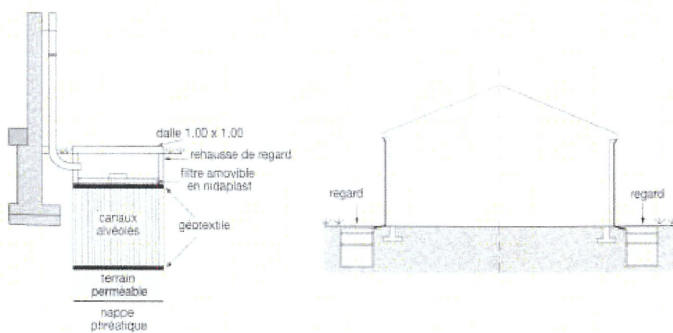 dalle 1.00 x 1.00
rehausse de regard
filtre amovible
en nidaplast
géotextile
canaux
alvéolés
terrain
perméable
nappe
phréatique
regard
regard